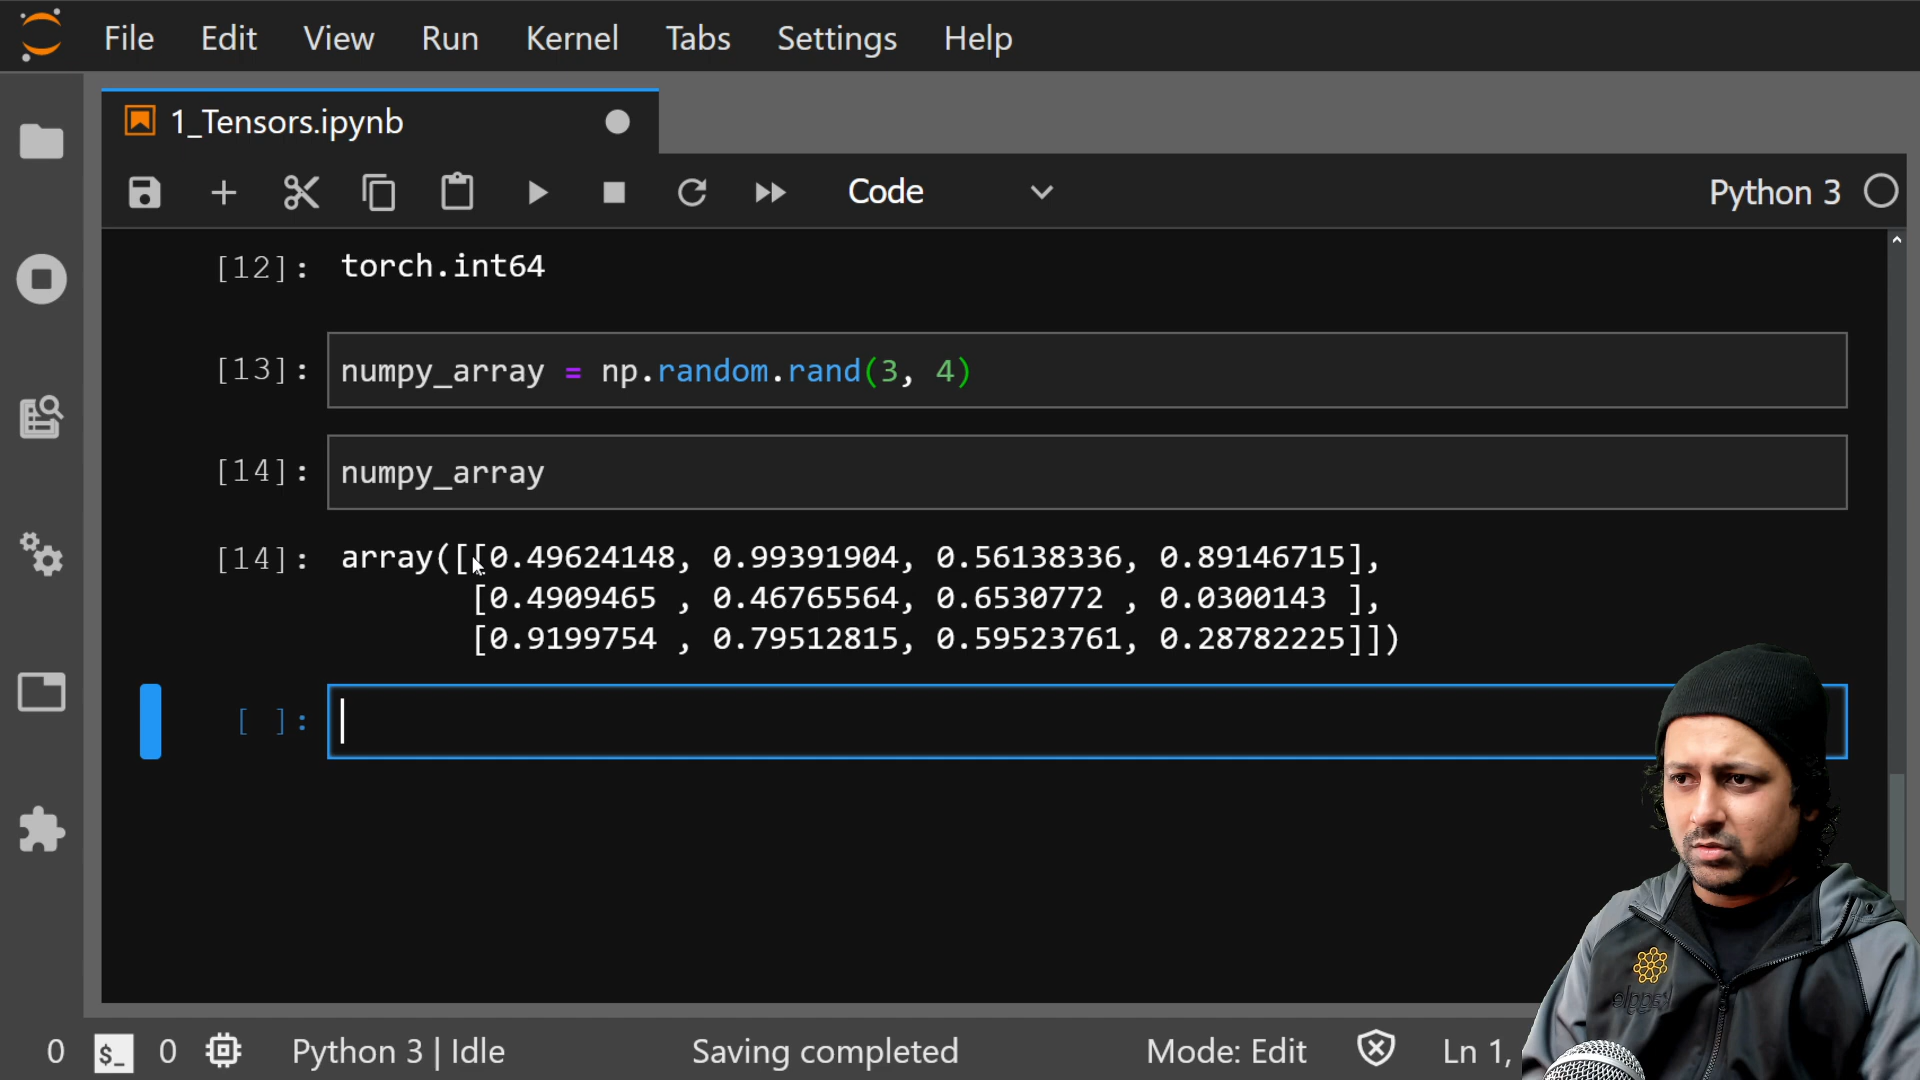 File Edit View Run Kernel Tabs Settings Help
1_Tensors.ipynb
Code
Python 3
[12]: torch.int64
[13]: numpy_array = np.random.rand(3, 4)
[14]: numpy_array
[14]: array([[0.49624148, 0.99391904, 0.56138336, 0.89146715],
[0.4909465 , 0.46765564, 0.6530772 , 0.0300143 ],
[0.9199754 , 0.79512815, 0.59523761, 0.28782225]])
[ ]:
0 $_ 0 Python 3 | Idle Saving completed Mode: Edit Ln 1,